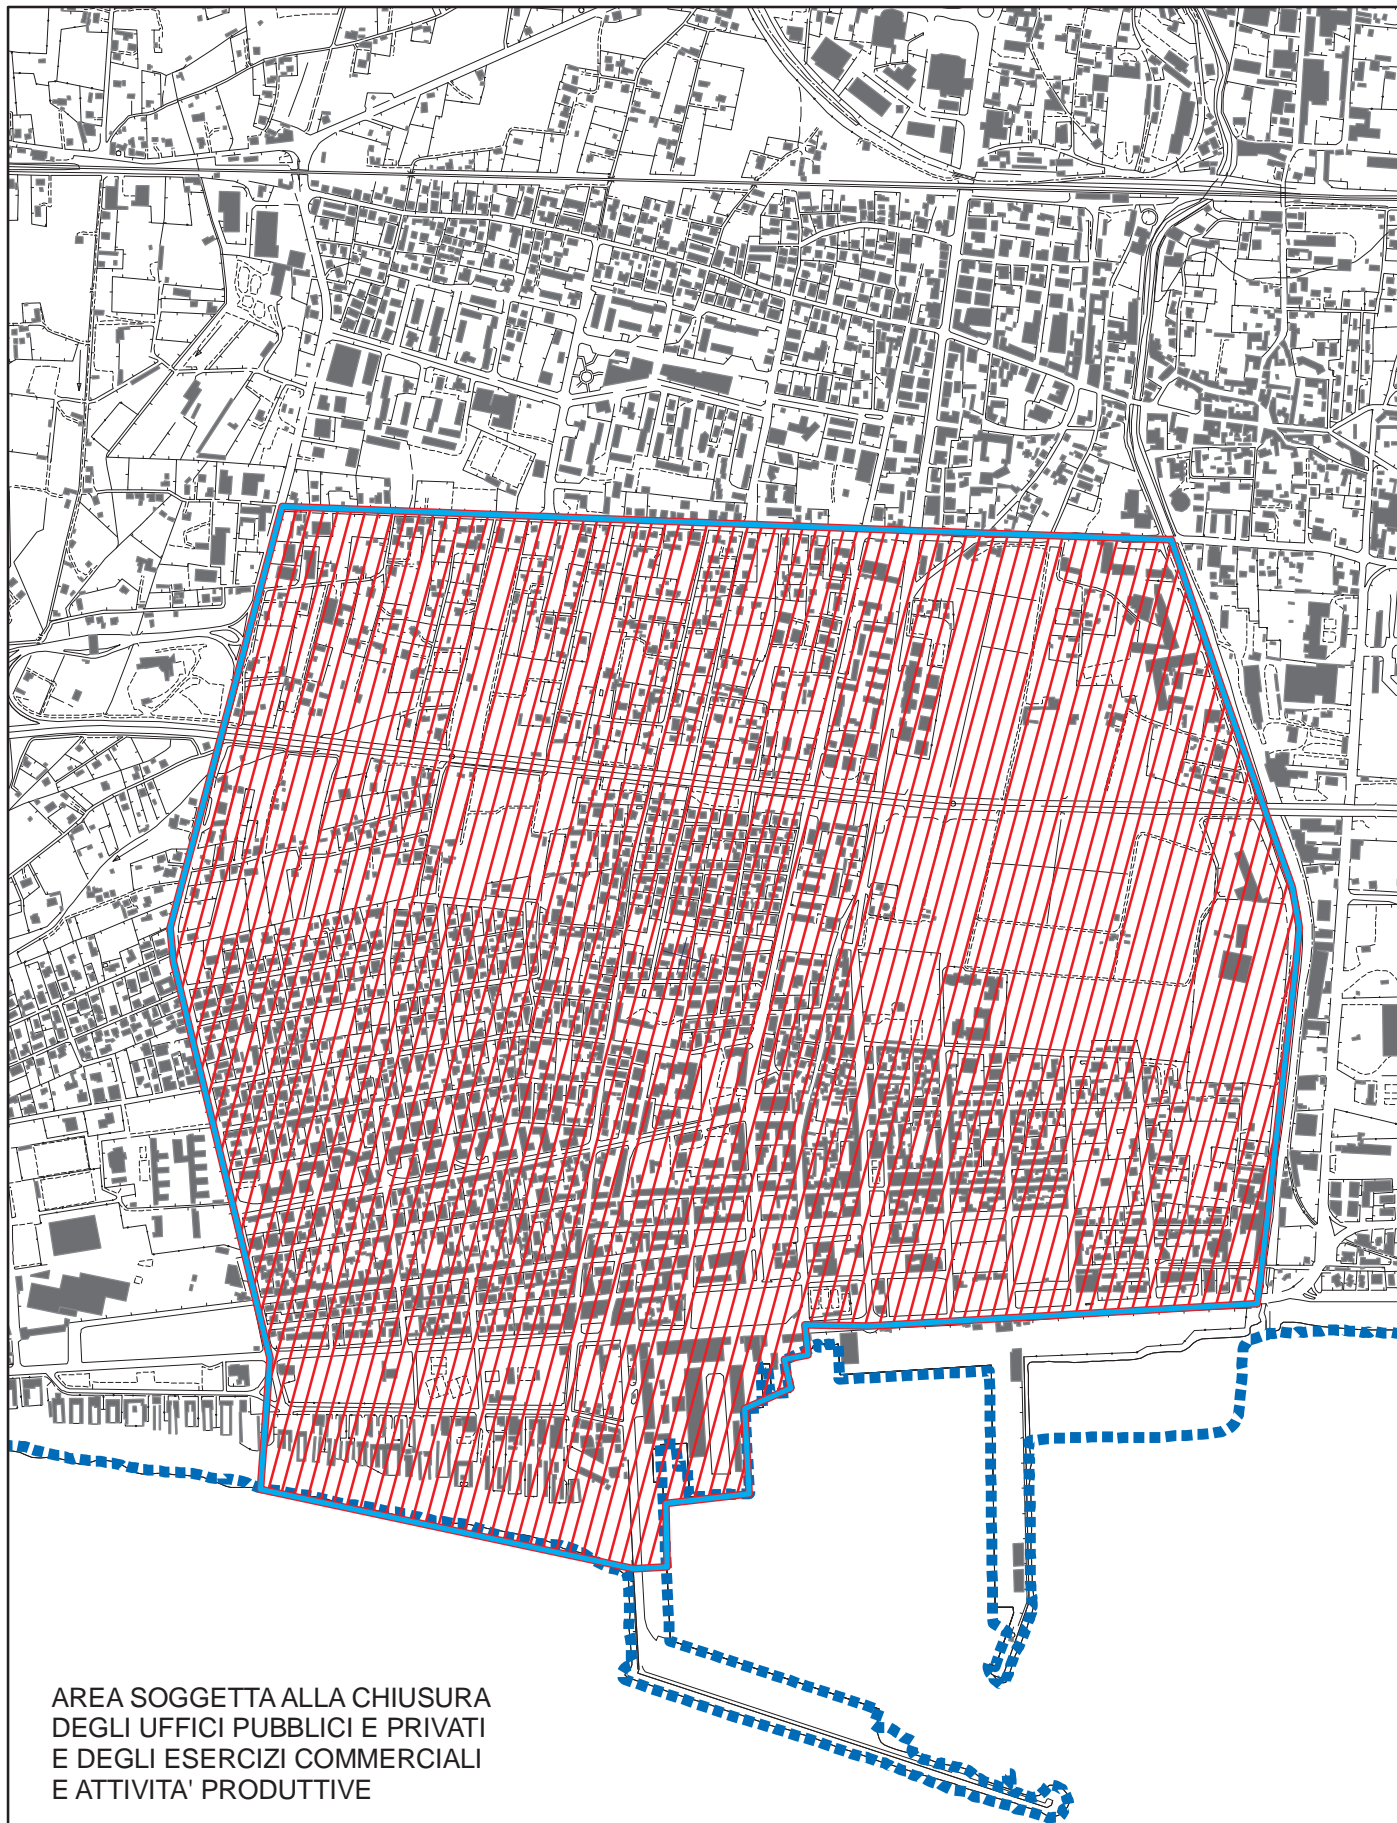 AREA SOGGETTA ALLA CHIUSURA
DEGLI UFFICI PUBBLICI E PRIVATI
E DEGLI ESERCIZI COMMERCIALI
E ATTIVITA' PRODUTTIVE